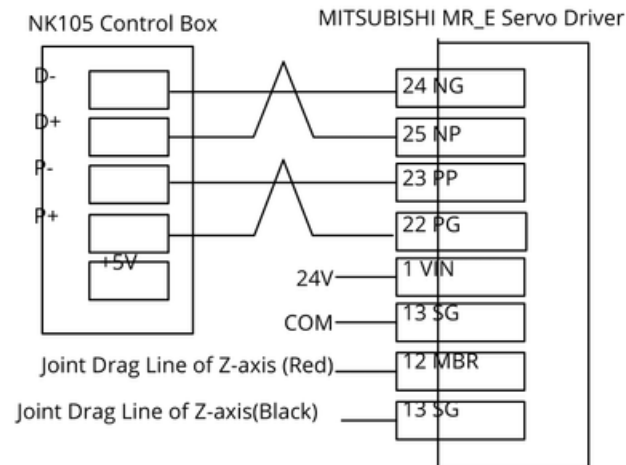 NK105 Control Box
MITSUBISHI MR_E Servo Driver
D-
24 NG
D+
25 NP
P-
23 PP
P+
22 PG
+5V
24V
1 VIN
COM
13 SG
Joint Drag Line of Z-axis (Red)
12 MBR
Joint Drag Line of Z-axis(Black)
13 SG